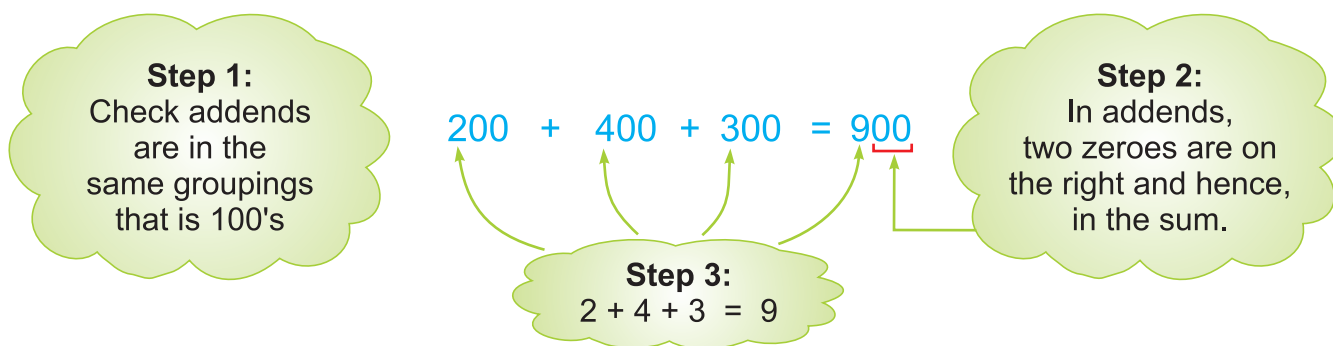 Step 1:
Check addends
are in the
same groupings
that is 100's
200 + 400 + 300 = 900
Step 2:
In addends,
two zeroes are on
the right and hence,
in the sum.
Step 3:
2 + 4 + 3 = 9